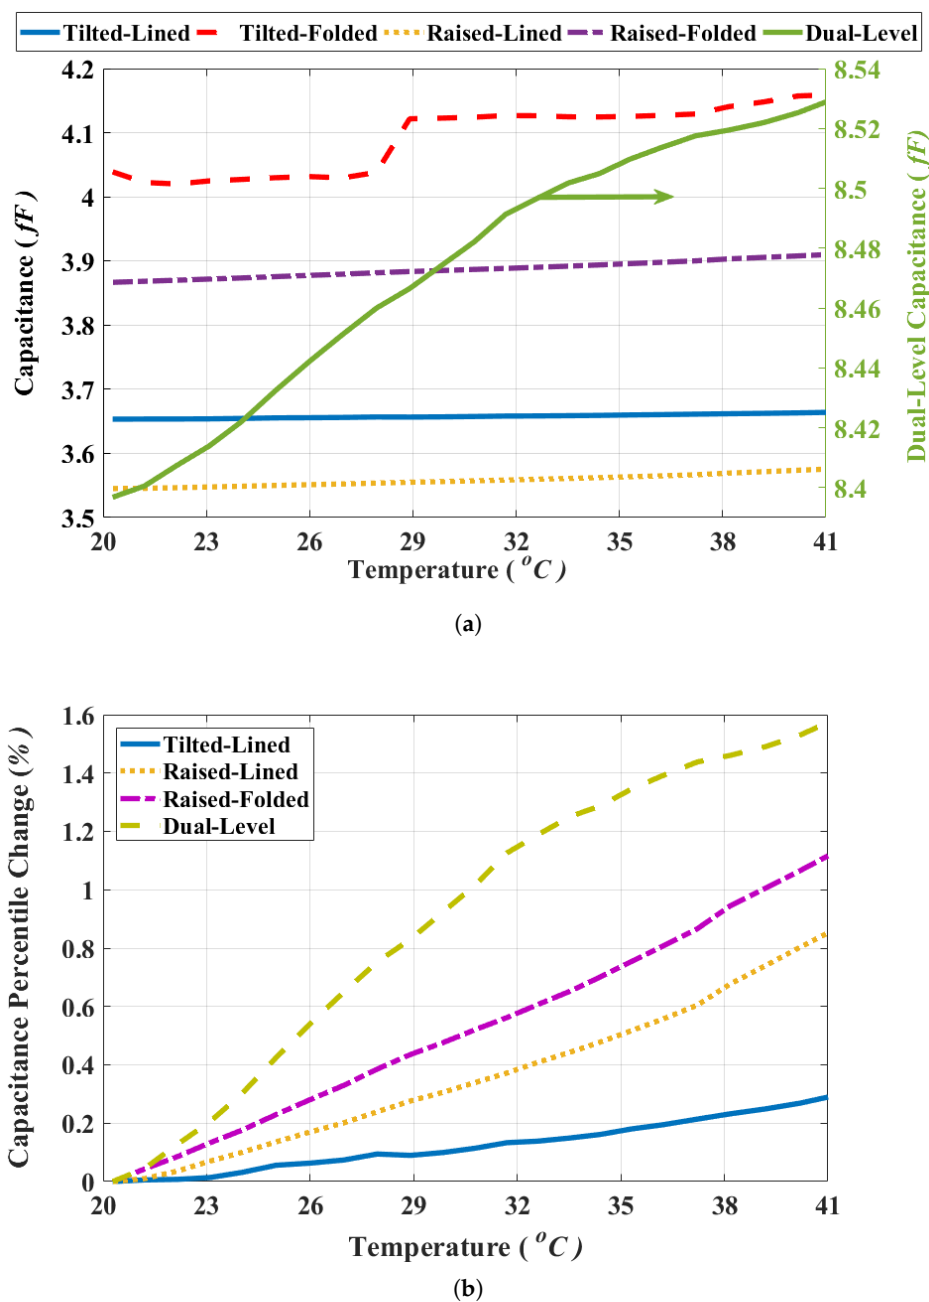 (a)
Tilted-Lined Tilted-Folded Raised-Lined Raised-Folded Dual-Level
4.2
4.1
4
3.9
3.8
3.7
3.6
3.5
Capacitance ( fF )
8.54
8.52
8.5
8.48
8.46
8.44
8.42
8.4
Dual-Level Capacitance ( fF )
20 23 26 29 32 35 38 41
Temperature ( °C )
(a)
1.6
1.4
1.2
1
0.8
0.6
0.4
0.2
0
Capacitance Percentile Change (% )
Tilted-Lined
Raised-Lined
Raised-Folded
Dual-Level
20 23 26 29 32 35 38 41
Temperature ( °C )
(b)